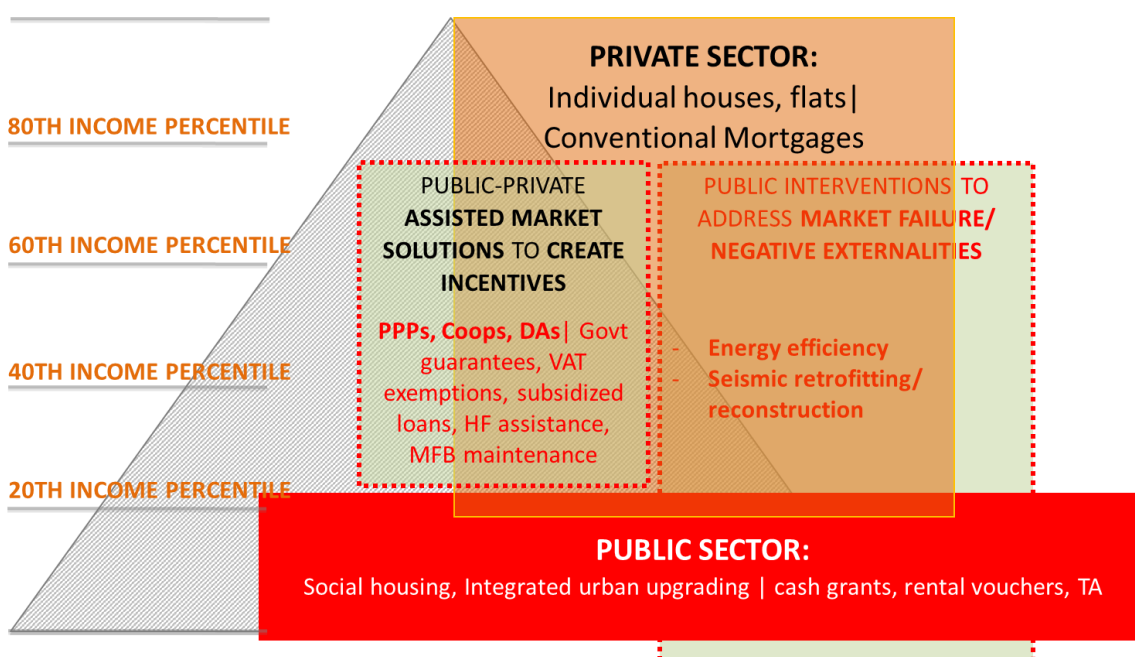 PRIVATE SECTOR:
Individual houses, flats|
Conventional Mortgages
80TH INCOME PERCENTILE
60TH INCOME PERCENTILE
40TH INCOME PERCENTILE
20TH INCOME PERCENTILE
PUBLIC-PRIVATE
ASSISTED MARKET
SOLUTIONS TO CREATE
INCENTIVES
PPPs, Coops, DAs| Govt
guarantees, VAT
exemptions, subsidized
loans, HF assistance,
MFB maintenance
PUBLIC INTERVENTIONS TO
ADDRESS MARKET FAILURE/
NEGATIVE EXTERNALITIES
- Energy efficiency
- Seismic retrofitting/
reconstruction
PUBLIC SECTOR:
Social housing, Integrated urban upgrading | cash grants, rental vouchers, TA